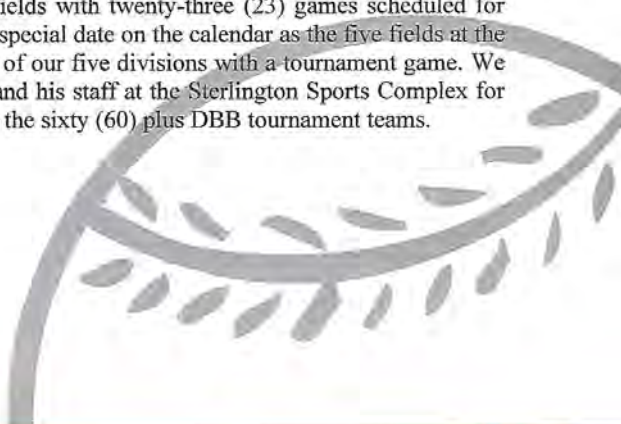 ields with twenty-three (23) games scheduled for
special date on the calendar as the five fields at the
of our five divisions with a tournament game. We
and his staff at the Sterlington Sports Complex for
the sixty (60) plus DBB tournament teams.